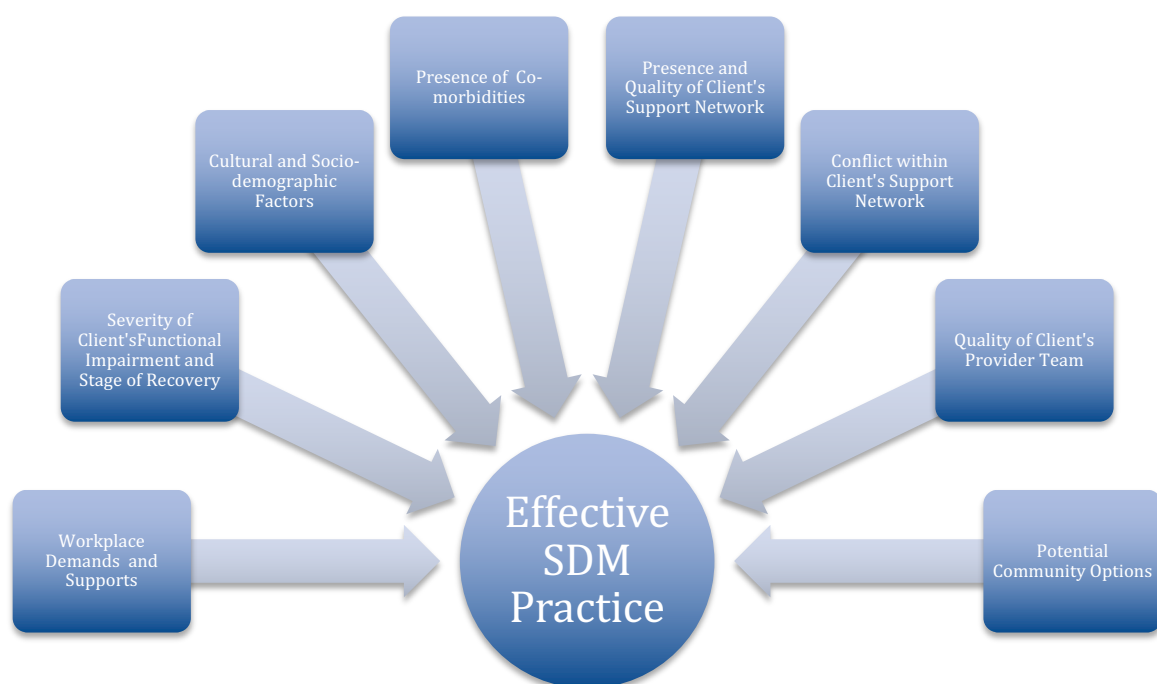 Presence of Co-
morbidities
Presence and
Quality of Client's
Support Network
Cultural and Socio-
demographic
Factors
Conflict within
Client's Support
Network
Severity of
Client'sFunctional
Impairment and
Stage of Recovery
Quality of Client's
Provider Team
Workplace
Demands and
Supports
Effective
SDM
Practice
Potential
Community Options